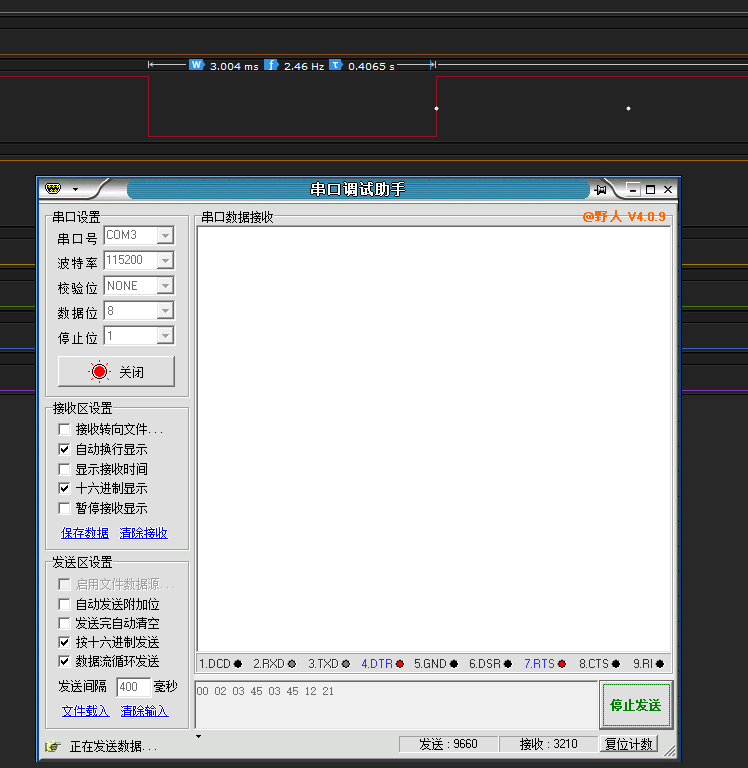 W 3.004 ms f 2.46 Hz T 0.4065 s
串口调试助手
串口设置
串口号 COM3
波特率 115200
校验位 NONE
数据位 8
停止位 1
关闭
接收区设置
接收转向文件...
自动换行显示
显示接收时间
十六进制显示
暂停接收显示
保存数据 清除接收
发送区设置
启用文件数据源...
自动发送附加位
发送完自动清空
按十六进制发送
数据流循环发送
发送间隔 400 毫秒
文件载入 清除输入
串口数据接收 @野人 V4.0.9
1.DCD 2.RXD 3.TXD 4.DTR 5.GND 6.DSR 7.RTS 8.CTS 9.RI
00 02 03 45 03 45 12 21
停止发送
正在发送数据... 发送 : 9660 接收 : 3210 复位计数